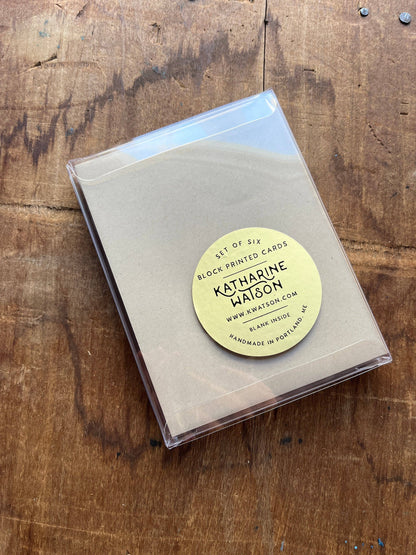 SET OF SIX
BLOCK PRINTED CARDS
KATHARINE
WATSON
WWW.KWATSON.COM
BLANK INSIDE
HANDMADE IN PORTLAND, ME